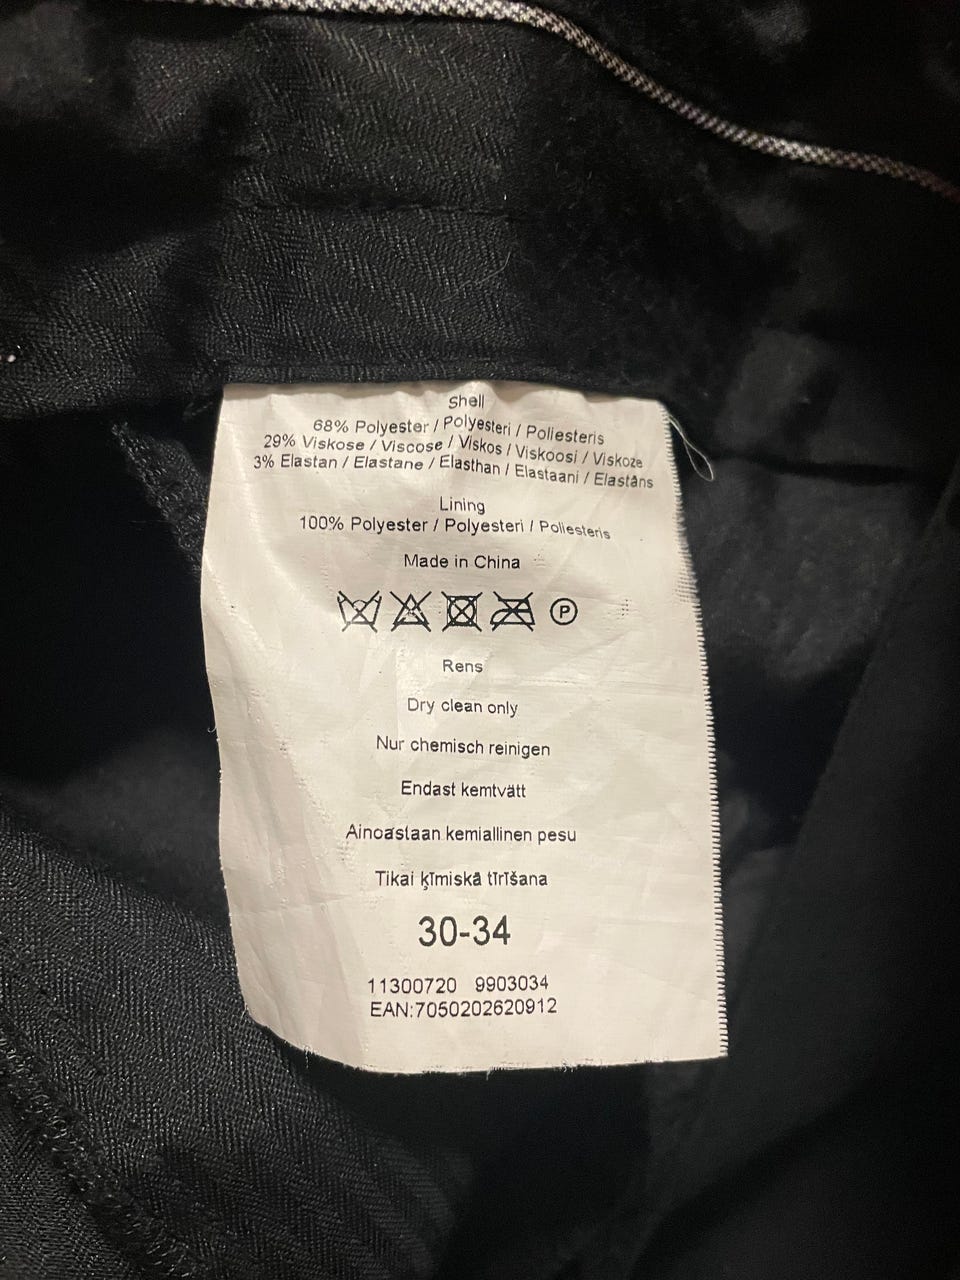 Shell
68% Polyester / Polyesteri / Poliesteris
29% Viskose / Viscose / Viskos / Viskoosi / Viskoze
3% Elastan / Elastane / Elasthan / Elastaani / Elastāns
Lining
100% Polyester / Polyesteri / Poliesteris
Made in China
P
Rens
Dry clean only
Nur chemisch reinigen
Endast kemtvätt
Ainoastaan kemiallinen pesu
Tikai ķīmiskā tīrīšana
30-34
11300720 9903034
EAN:7050202620912